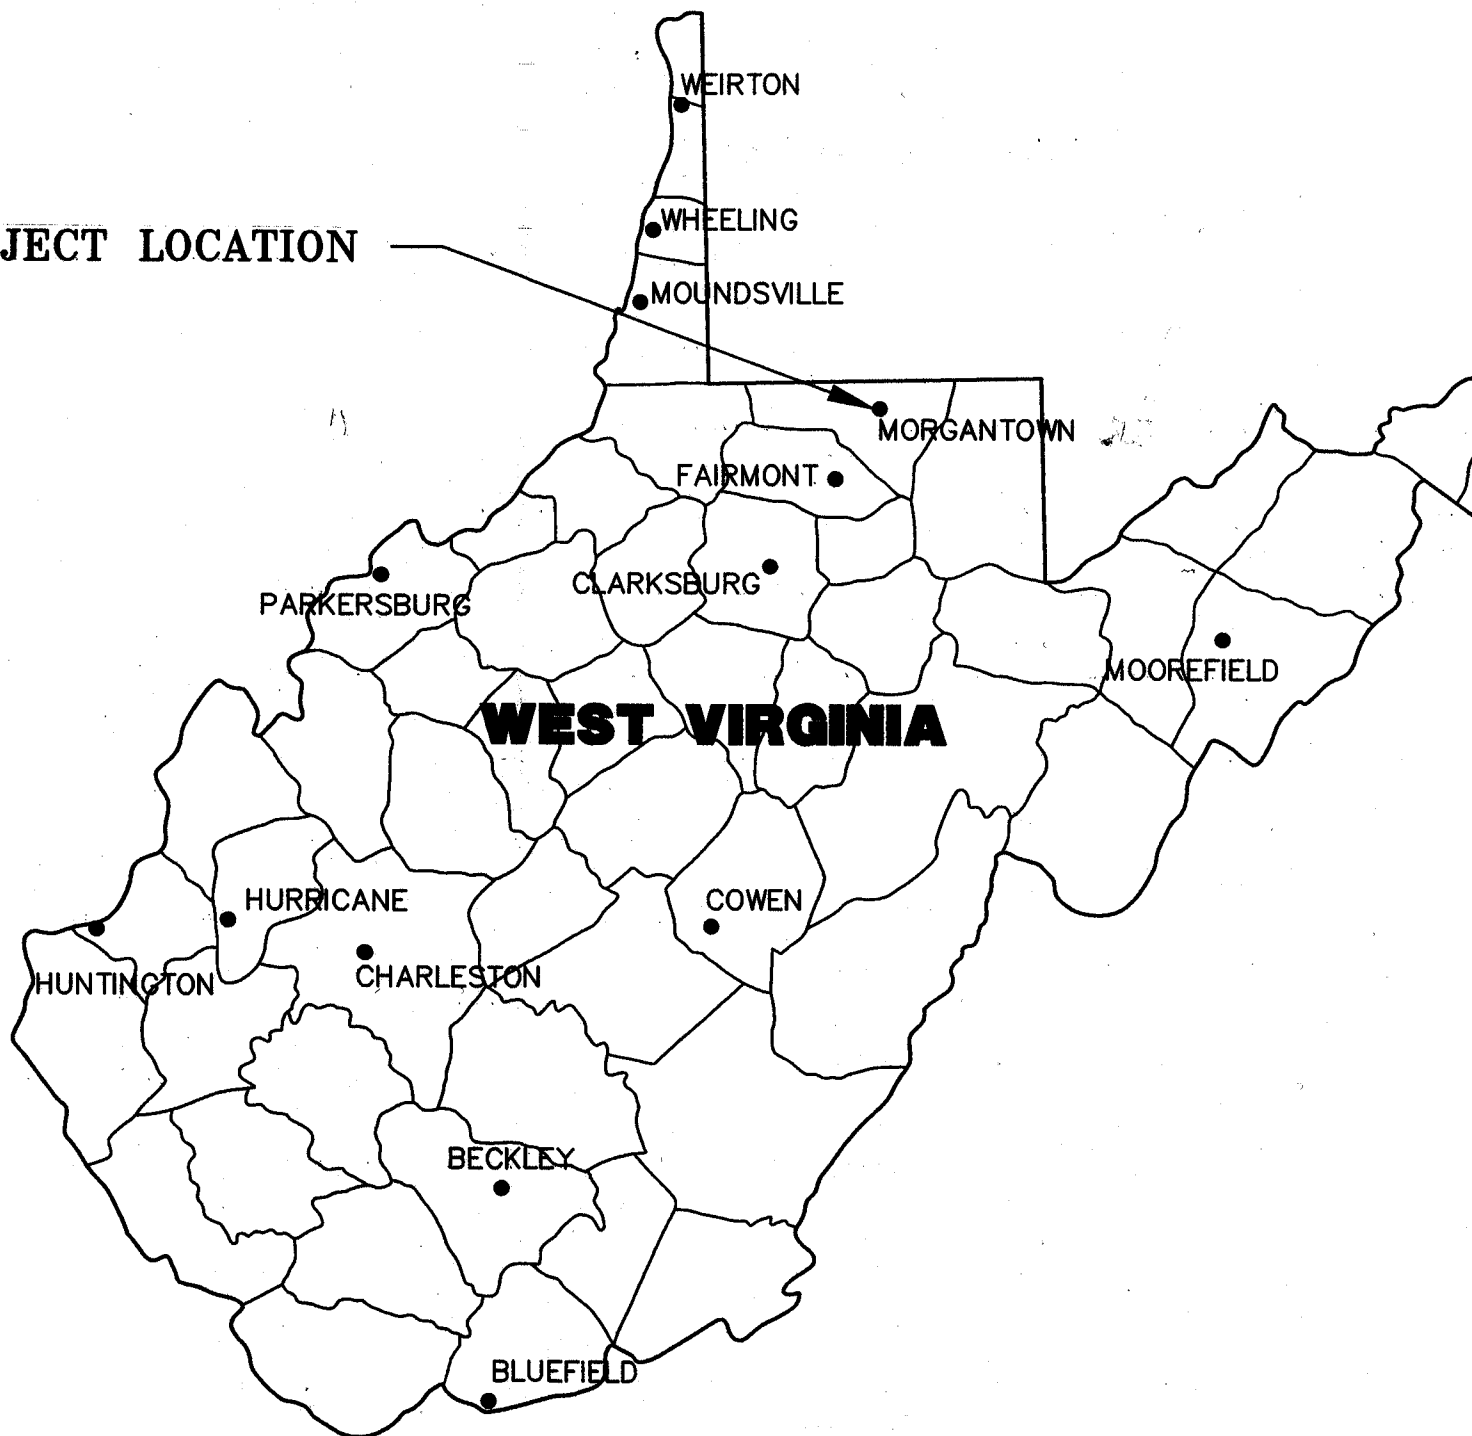 WEIRTON
WHEELING
JECT LOCATION
MOUNDSVILLE
MORGANTOWN
FAIRMONT
CLARKSBURG
PARKERSBURG
MOOREFIELD
WEST VIRGINIA
HURRICANE
COWEN
CHARLESTON
HUNTINGTON
BECKLEY
BLUEFIELD